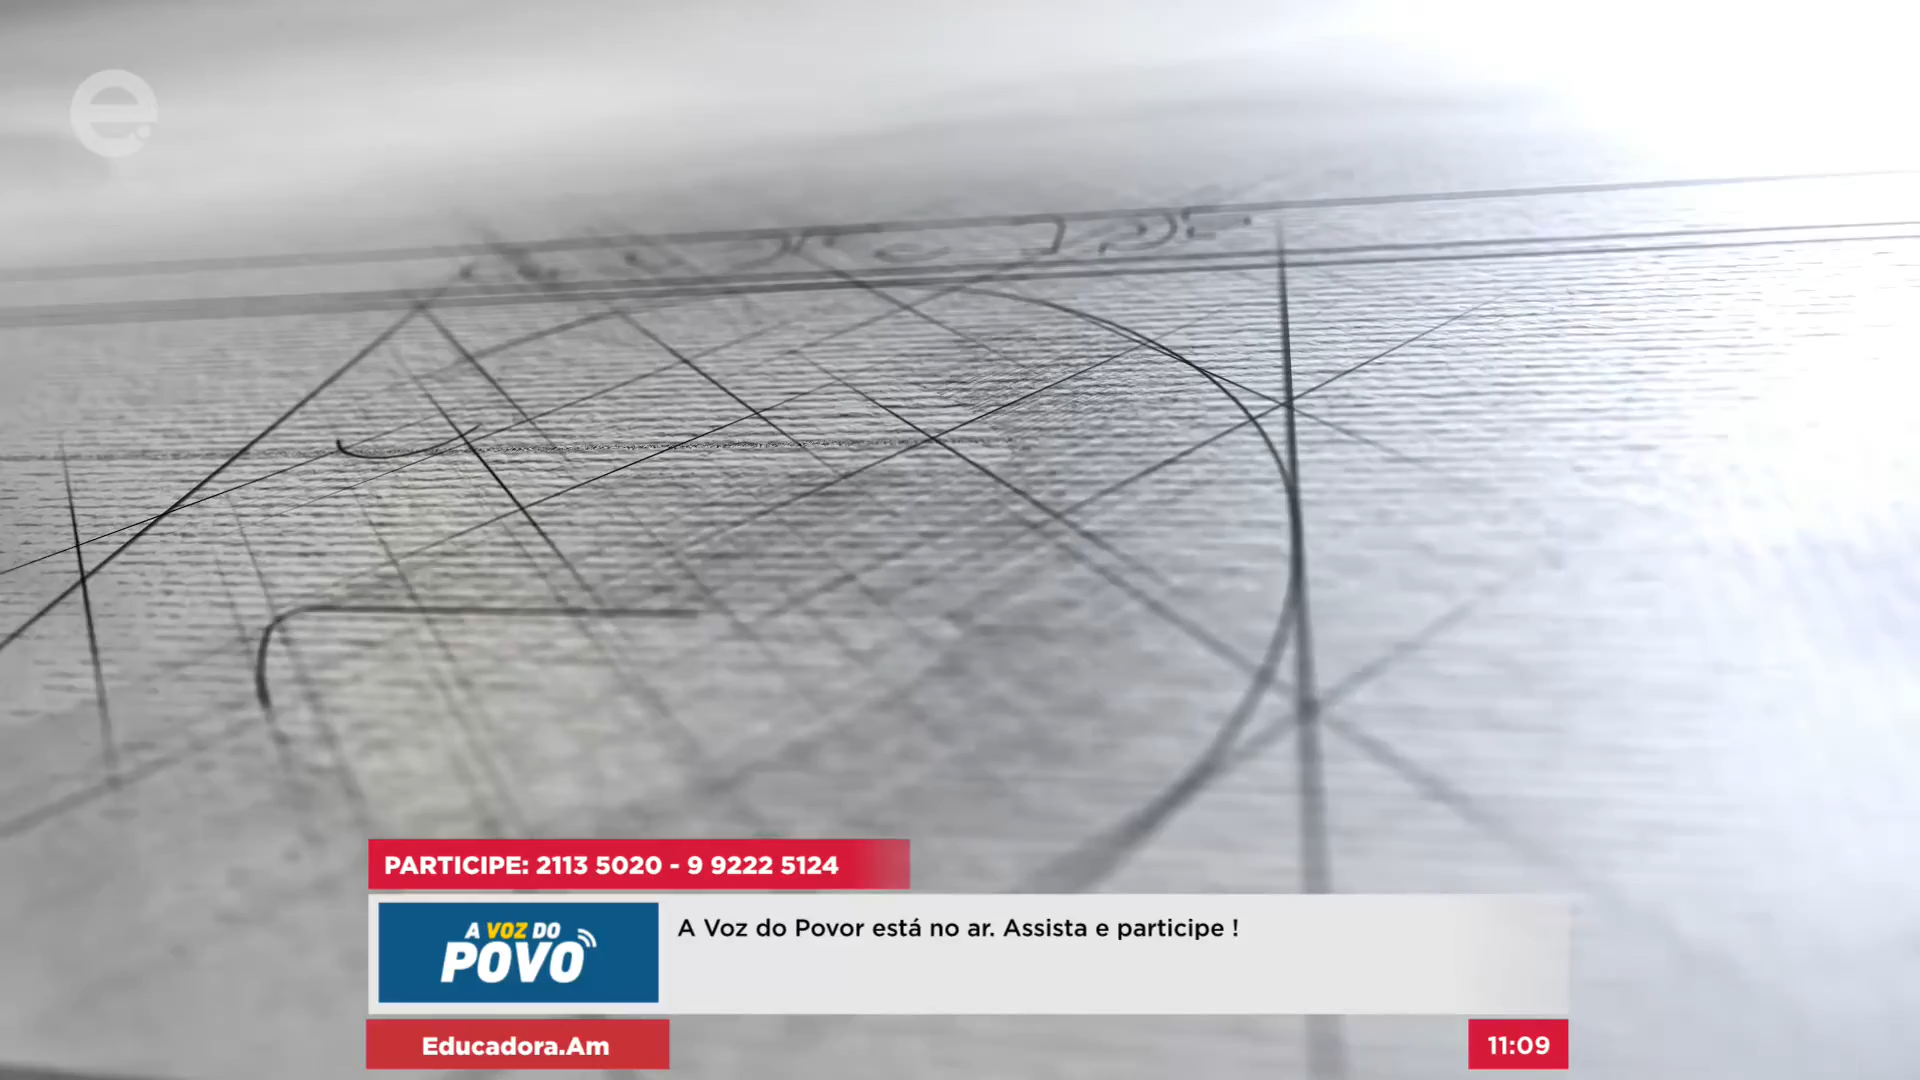 e
PARTICIPE: 2113 5020 - 9 9222 5124
A VOZ DO
POVO
A Voz do Povor está no ar. Assista e participe !
Educadora.Am
11:09